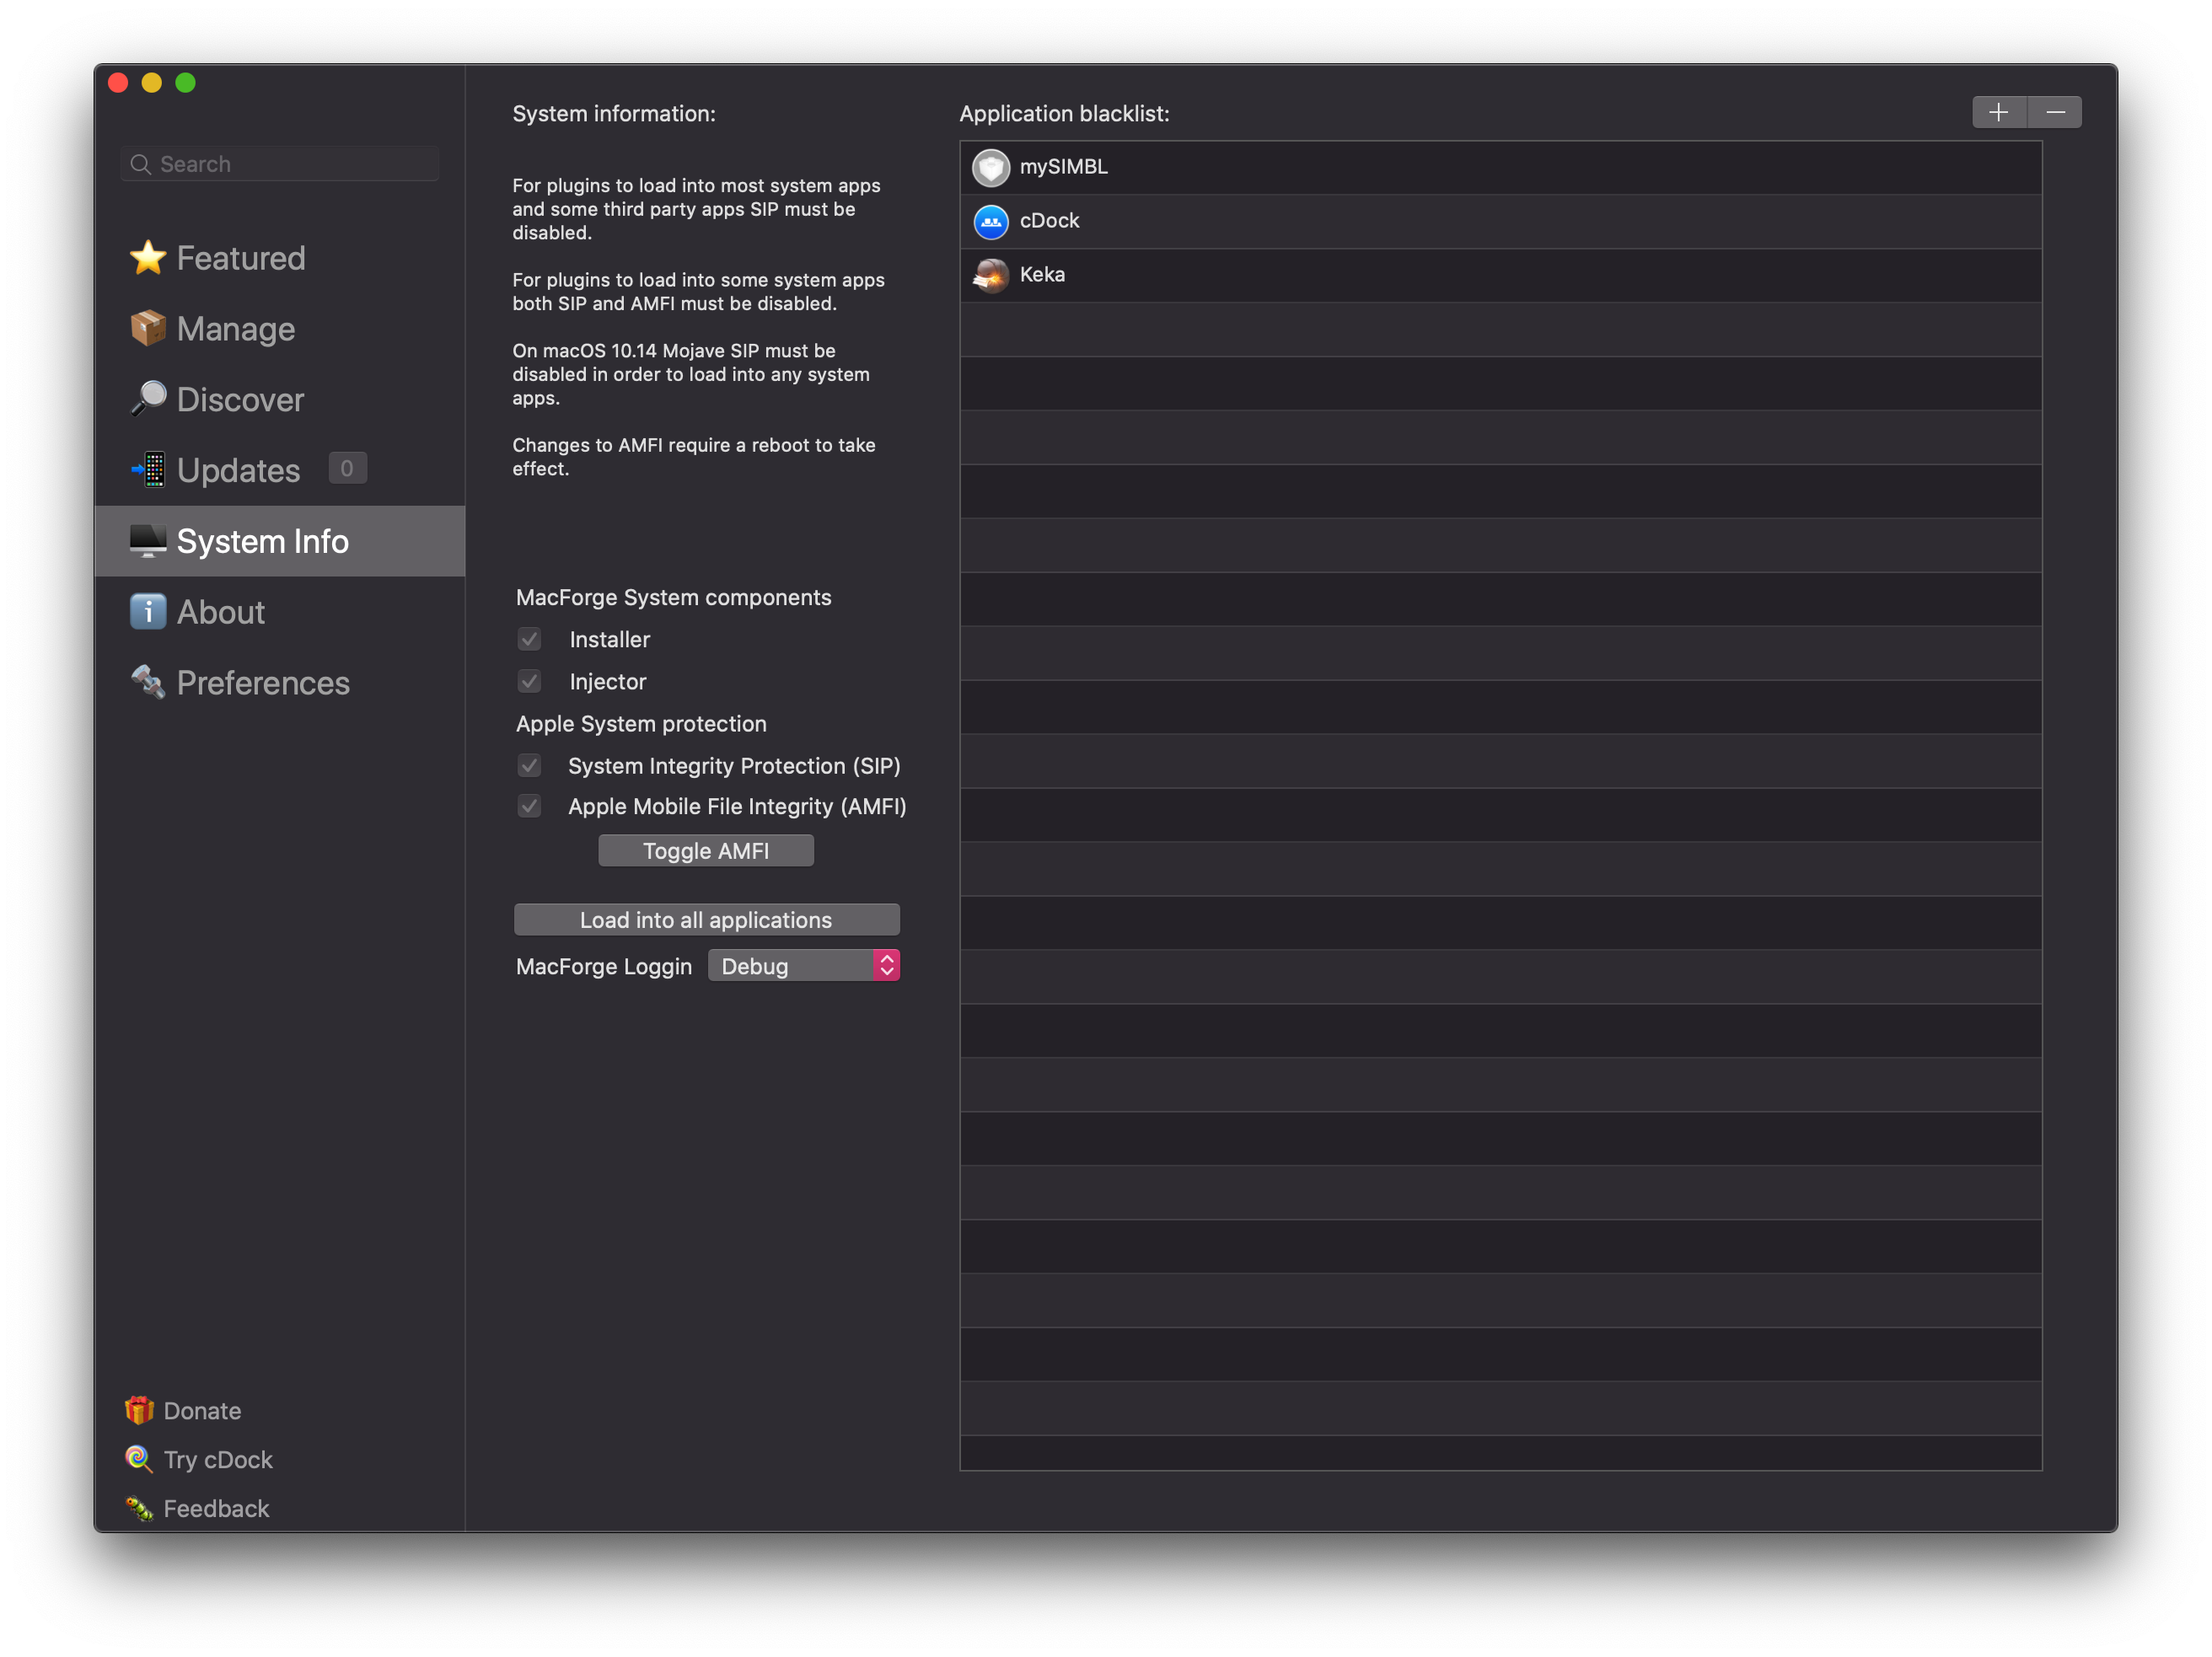 Search
Featured
Manage
Discover
Updates 0
System Info
About
Preferences
Donate
Try cDock
Feedback
System information:
For plugins to load into most system apps
and some third party apps SIP must be
disabled.
For plugins to load into some system apps
both SIP and AMFI must be disabled.
On macOS 10.14 Mojave SIP must be
disabled in order to load into any system
apps.
Changes to AMFI require a reboot to take
effect.
MacForge System components
Installer
Injector
Apple System protection
System Integrity Protection (SIP)
Apple Mobile File Integrity (AMFI)
Toggle AMFI
Load into all applications
MacForge Loggin Debug
Application blacklist:
mySIMBL
cDock
Keka